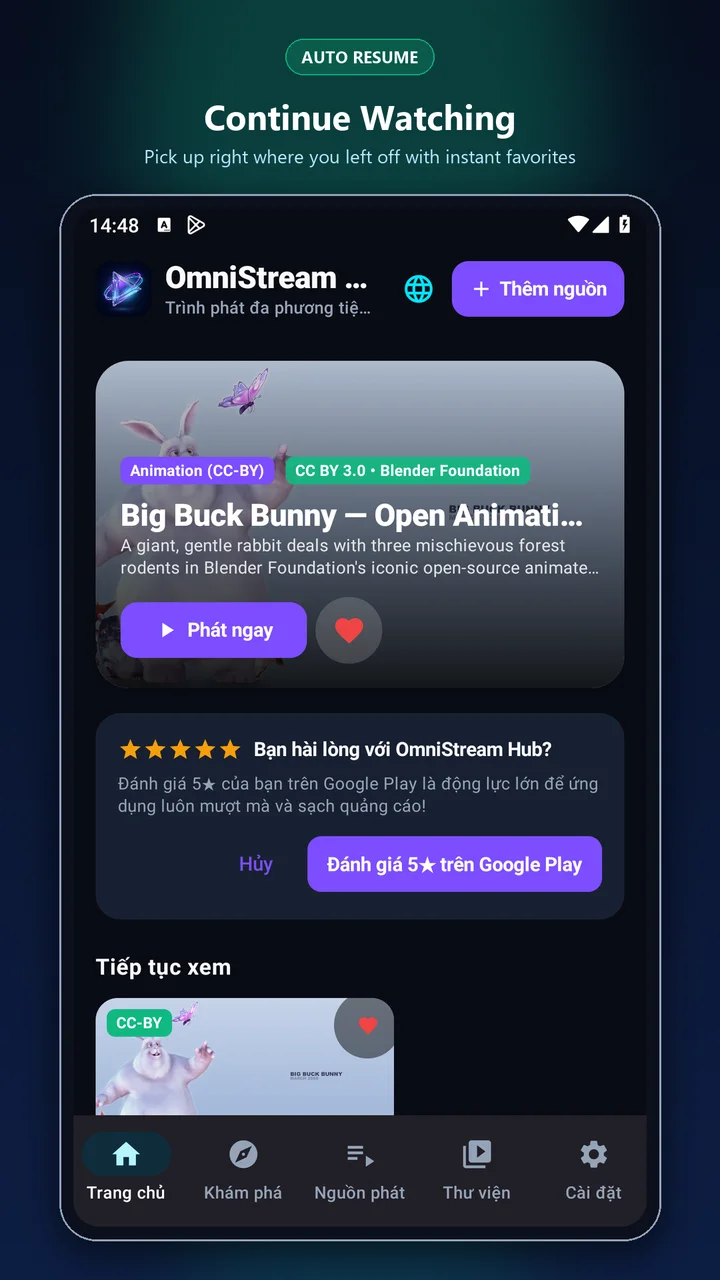 AUTO RESUME
Continue Watching
Pick up right where you left off with instant favorites
14:48
A
OmniStream ...
Trình phát đa phương tiệ...
+ Thêm nguồn
Animation (CC-BY)
CC BY 3.0 • Blender Foundation
BIG BUCK BUNNY
Big Buck Bunny — Open Animati...
A giant, gentle rabbit deals with three mischievous forest
rodents in Blender Foundation's iconic open-source animate...
Phát ngay
Bạn hài lòng với OmniStream Hub?
Đánh giá 5★ của bạn trên Google Play là động lực lớn để ứng
dụng luôn mượt mà và sạch quảng cáo!
Hủy
Đánh giá 5★ trên Google Play
Tiếp tục xem
CC-BY
BIG BUCK BUNNY
Trang chủ
Khám phá
Nguồn phát
Thư viện
Cài đặt